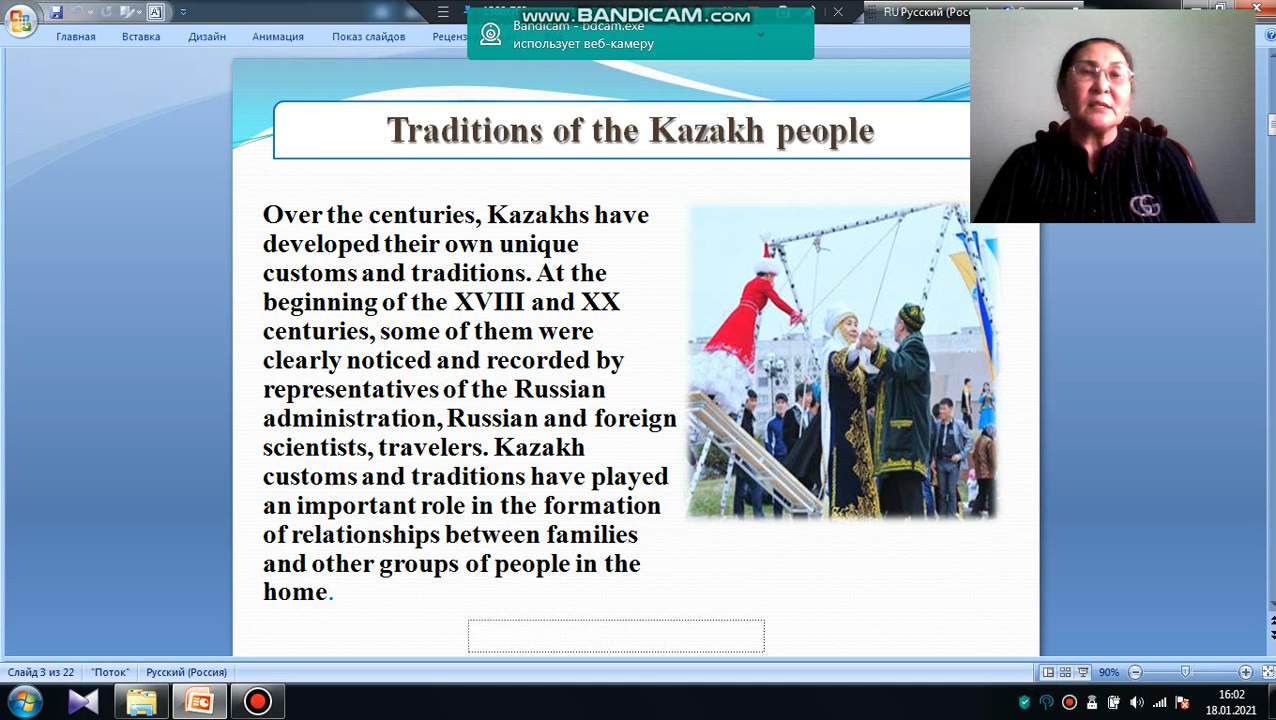 www.BANDICAM.com
RU Русский (Рос
Bandicam - bdcam.exe
использует веб-камеру
Главная Вставка Дизайн Анимация Показ слайдов Реценз
Traditions of the Kazakh people
Over the centuries, Kazakhs have
developed their own unique
customs and traditions. At the
beginning of the XVIII and XX
centuries, some of them were
clearly noticed and recorded by
representatives of the Russian
administration, Russian and foreign
scientists, travelers. Kazakh
customs and traditions have played
an important role in the formation
of relationships between families
and other groups of people in the
home.
Слайд 3 из 22 "Поток" Русский (Россия) 90%
16:02
18.01.2021